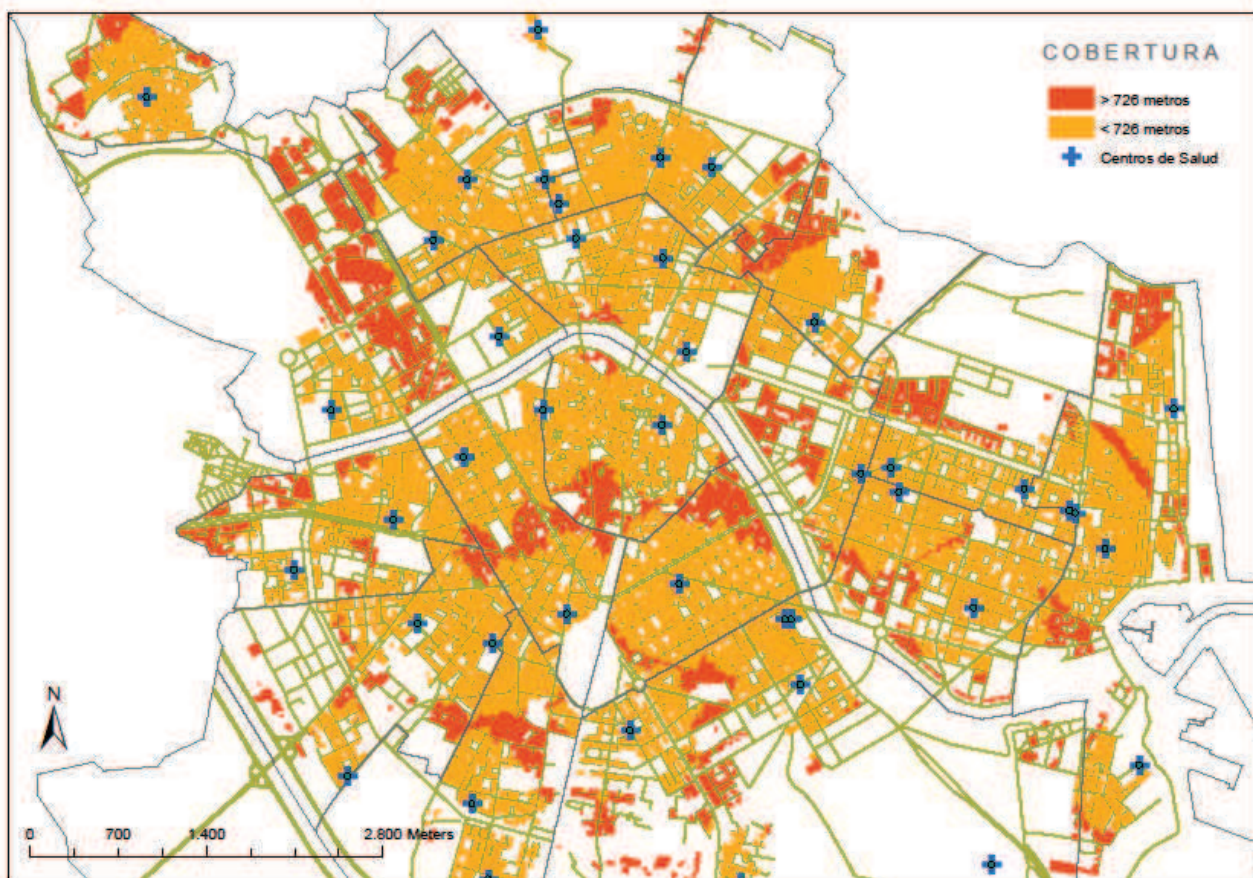 COBERTURA
> 726 metros
< 726 metros
Centros de Salud
N
0 700 1.400 2.800 Meters